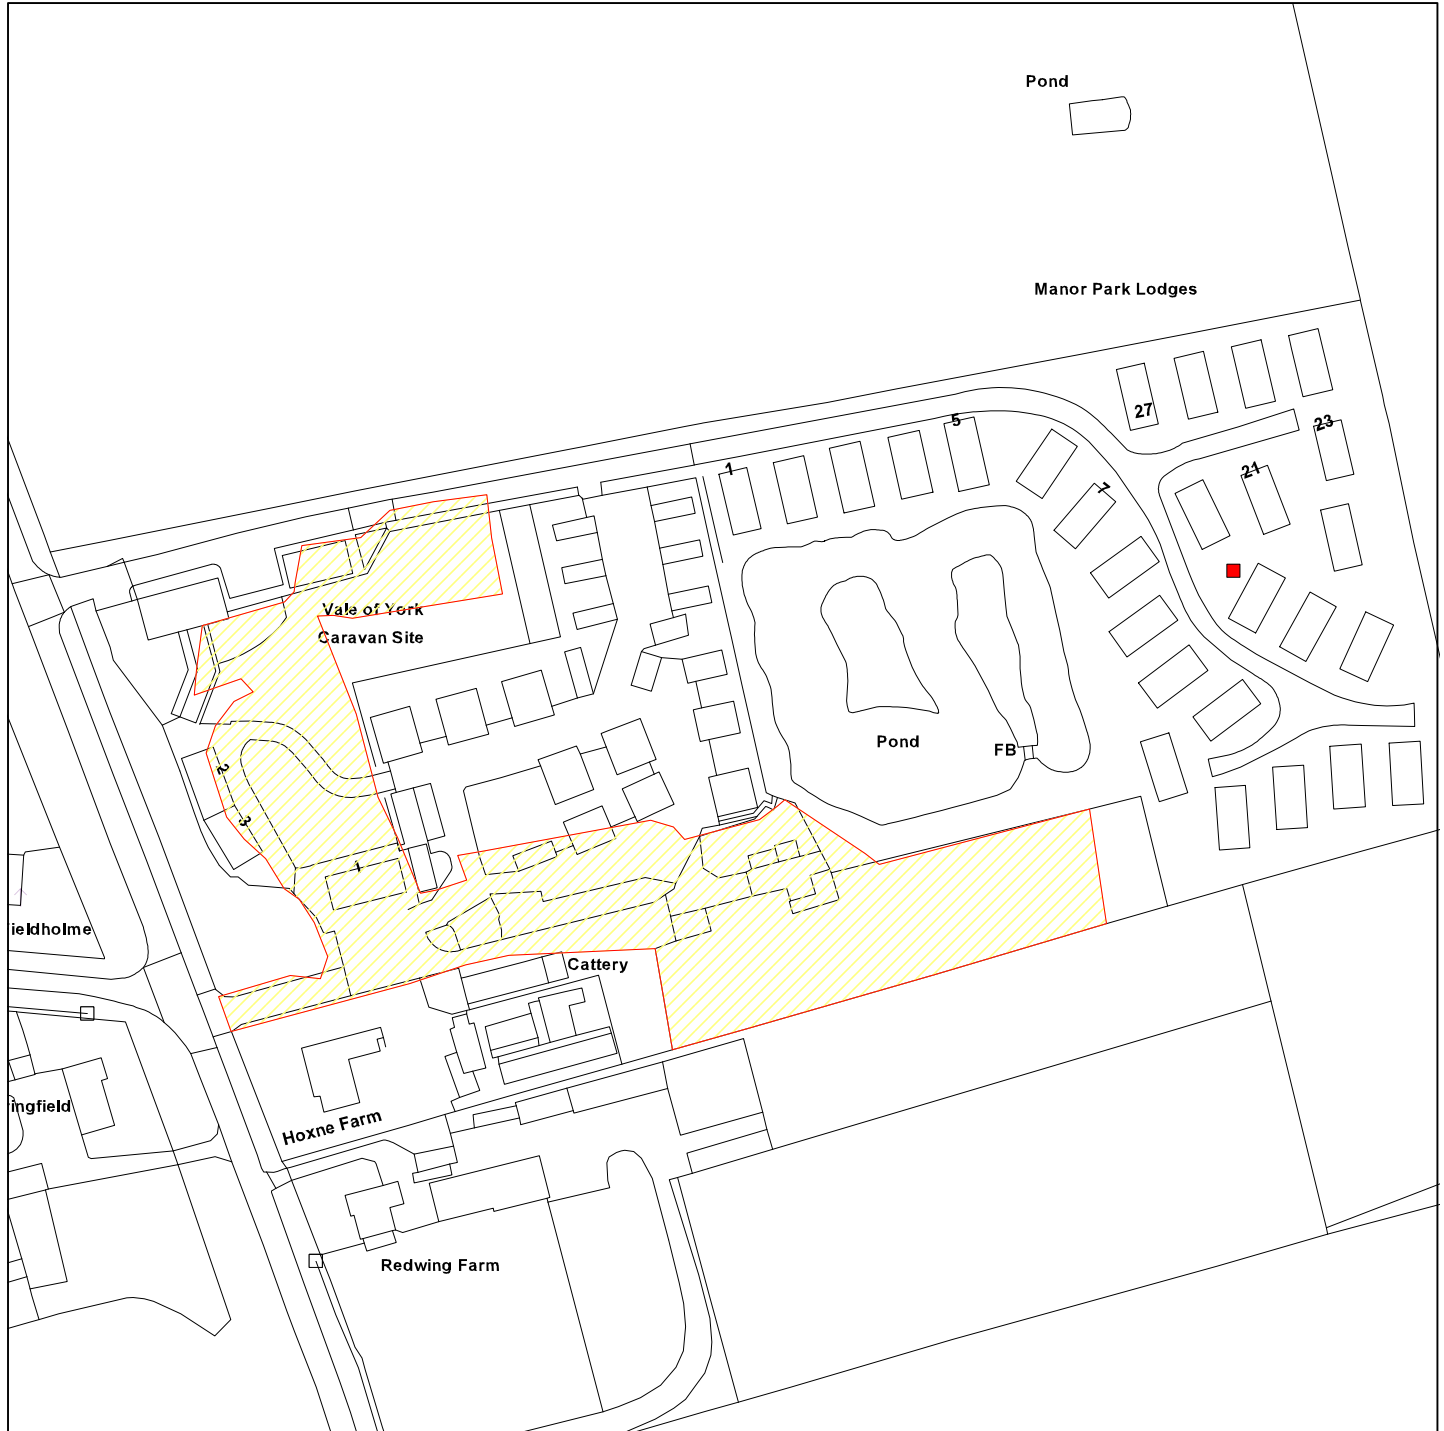 Pond
Manor Park Lodges
27
23
5
1
21
7
Vale of York
Caravan Site
Pond
FB
2
3
1
ieldholme
Cattery
ingfield
Hoxne Farm
Redwing Farm